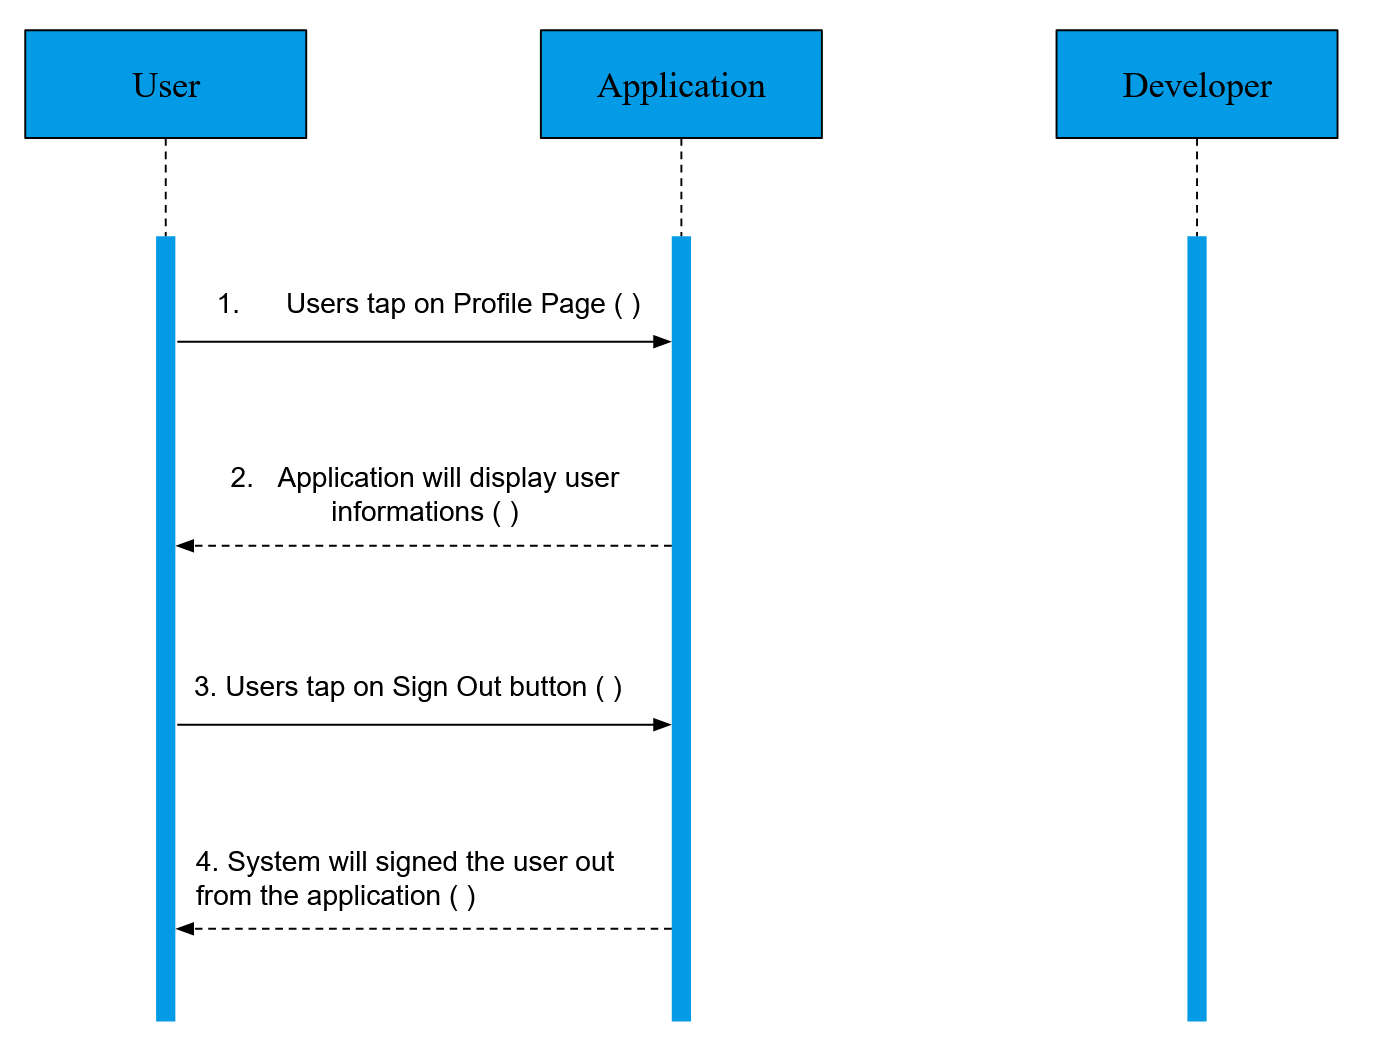 User
Application
Developer
1. Users tap on Profile Page ( )
2. Application will display user
informations ( )
3. Users tap on Sign Out button ( )
4. System will signed the user out
from the application ( )